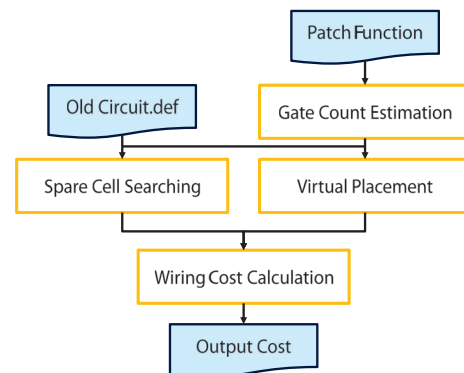 Patch Function
Old Circuit.def
Gate Count Estimation
Spare Cell Searching
Virtual Placement
Wiring Cost Calculation
Output Cost